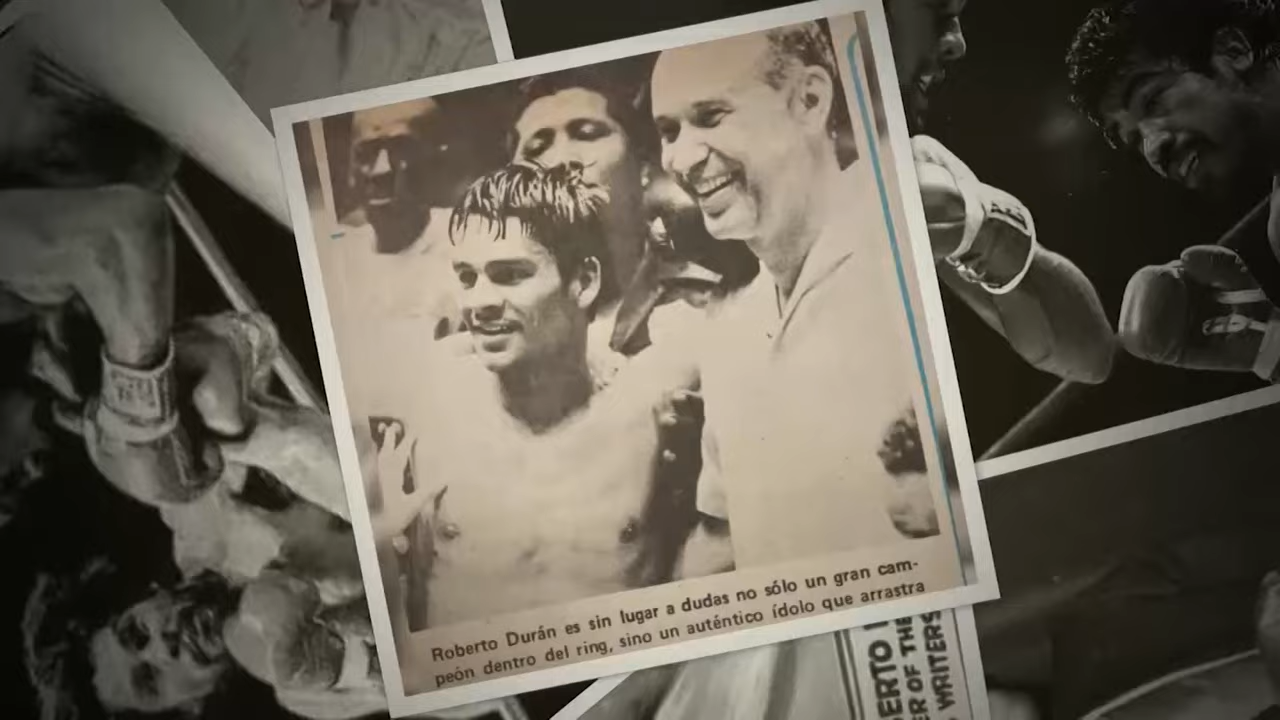 Roberto Durán es sin lugar a dudas no sólo un gran cam-
peón dentro del ring, sino un auténtico ídolo que arrastra
ERTO
ER OF THE
WRITERS